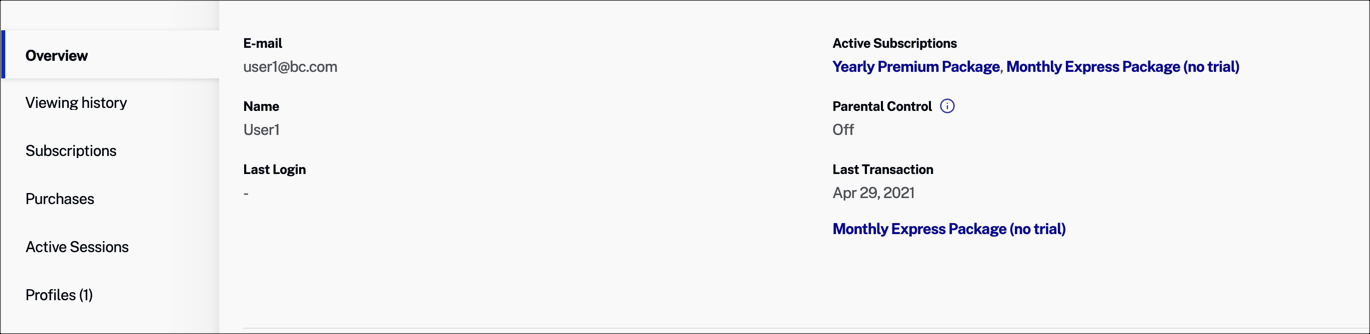 Overview
Viewing history
Subscriptions
Purchases
Active Sessions
Profiles (1)
E-mail
user1@bc.com
Name
User1
Last Login
-
Active Subscriptions
Yearly Premium Package, Monthly Express Package (no trial)
Parental Control
Off
Last Transaction
Apr 29, 2021
Monthly Express Package (no trial)